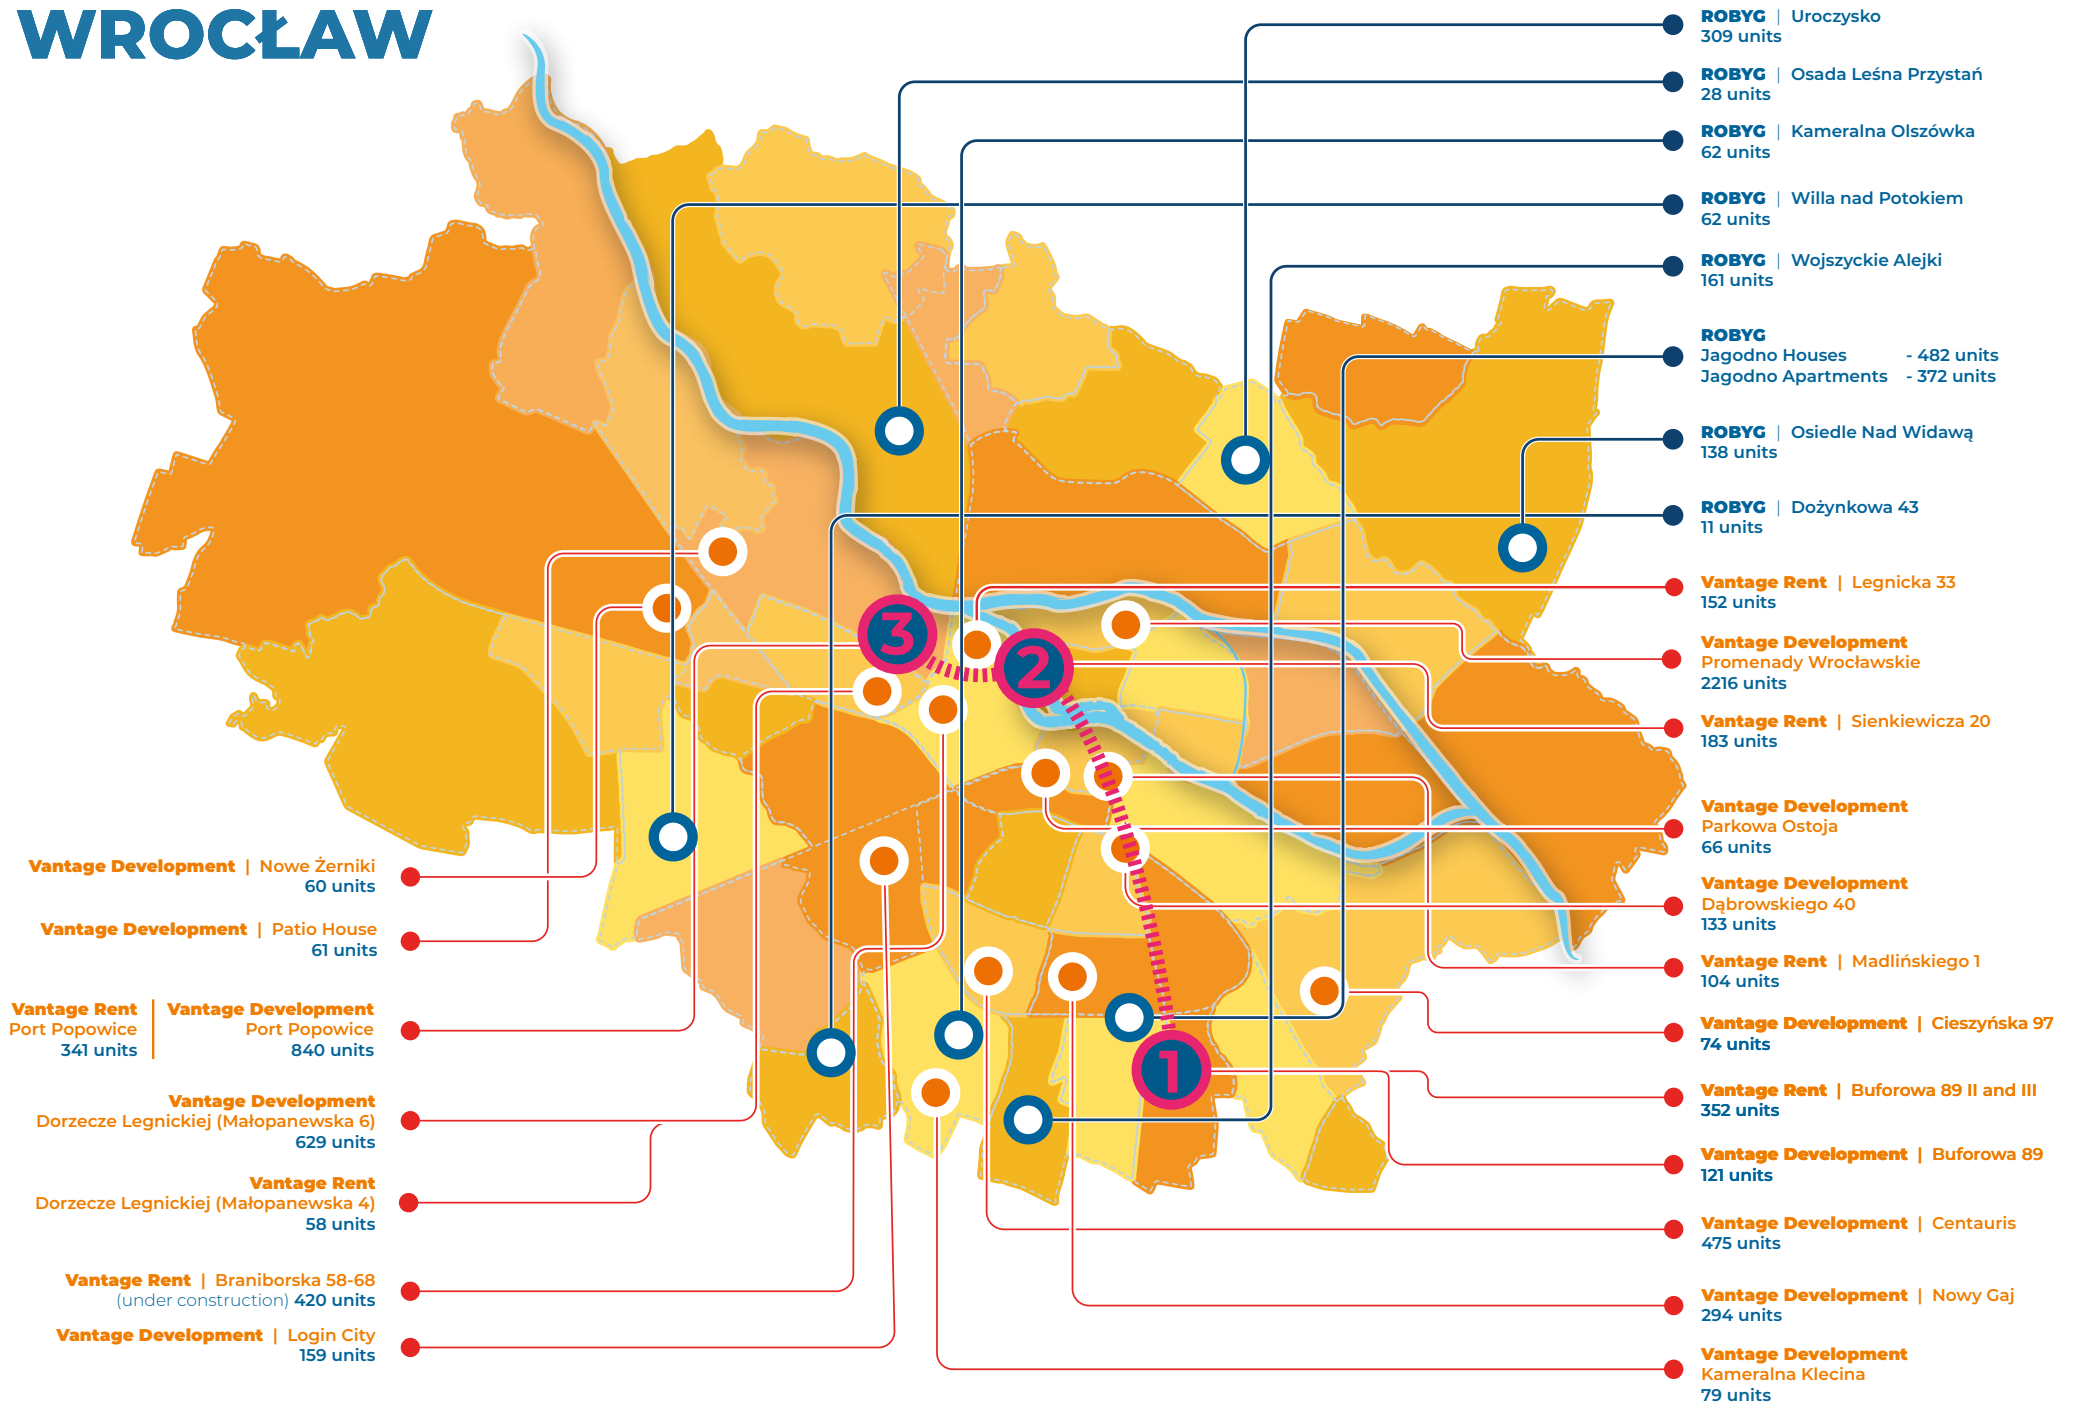 WROCŁAW
ROBYG | Uroczysko
309 units
ROBYG | Osada Leśna Przystań
28 units
ROBYG | Kameralna Olszówka
62 units
ROBYG | Willa nad Potokiem
62 units
ROBYG | Wojszyckie Alejki
161 units
ROBYG
Jagodno Houses - 482 units
Jagodno Apartments - 372 units
ROBYG | Osiedle Nad Widawą
138 units
ROBYG | Dożynkowa 43
11 units
Vantage Rent | Legnicka 33
152 units
Vantage Development
Promenady Wrocławskie
2216 units
Vantage Rent | Sienkiewicza 20
183 units
Vantage Development
Parkowa Ostoja
66 units
Vantage Development
Dąbrowskiego 40
133 units
Vantage Rent | Madlińskiego 1
104 units
Vantage Development | Cieszyńska 97
74 units
Vantage Rent | Buforowa 89 II and III
352 units
Vantage Development | Buforowa 89
121 units
Vantage Development | Centauris
475 units
Vantage Development | Nowy Gaj
294 units
Vantage Development
Kameralna Klecina
79 units
3
2
1
Vantage Development | Nowe Żerniki
60 units
Vantage Development | Patio House
61 units
Vantage Rent
Port Popowice
341 units
Vantage Development
Port Popowice
840 units
Vantage Development
Dorzecze Legnickiej (Małopanewska 6)
629 units
Vantage Rent
Dorzecze Legnickiej (Małopanewska 4)
58 units
Vantage Rent | Braniborska 58-68
(under construction) 420 units
Vantage Development | Login City
159 units